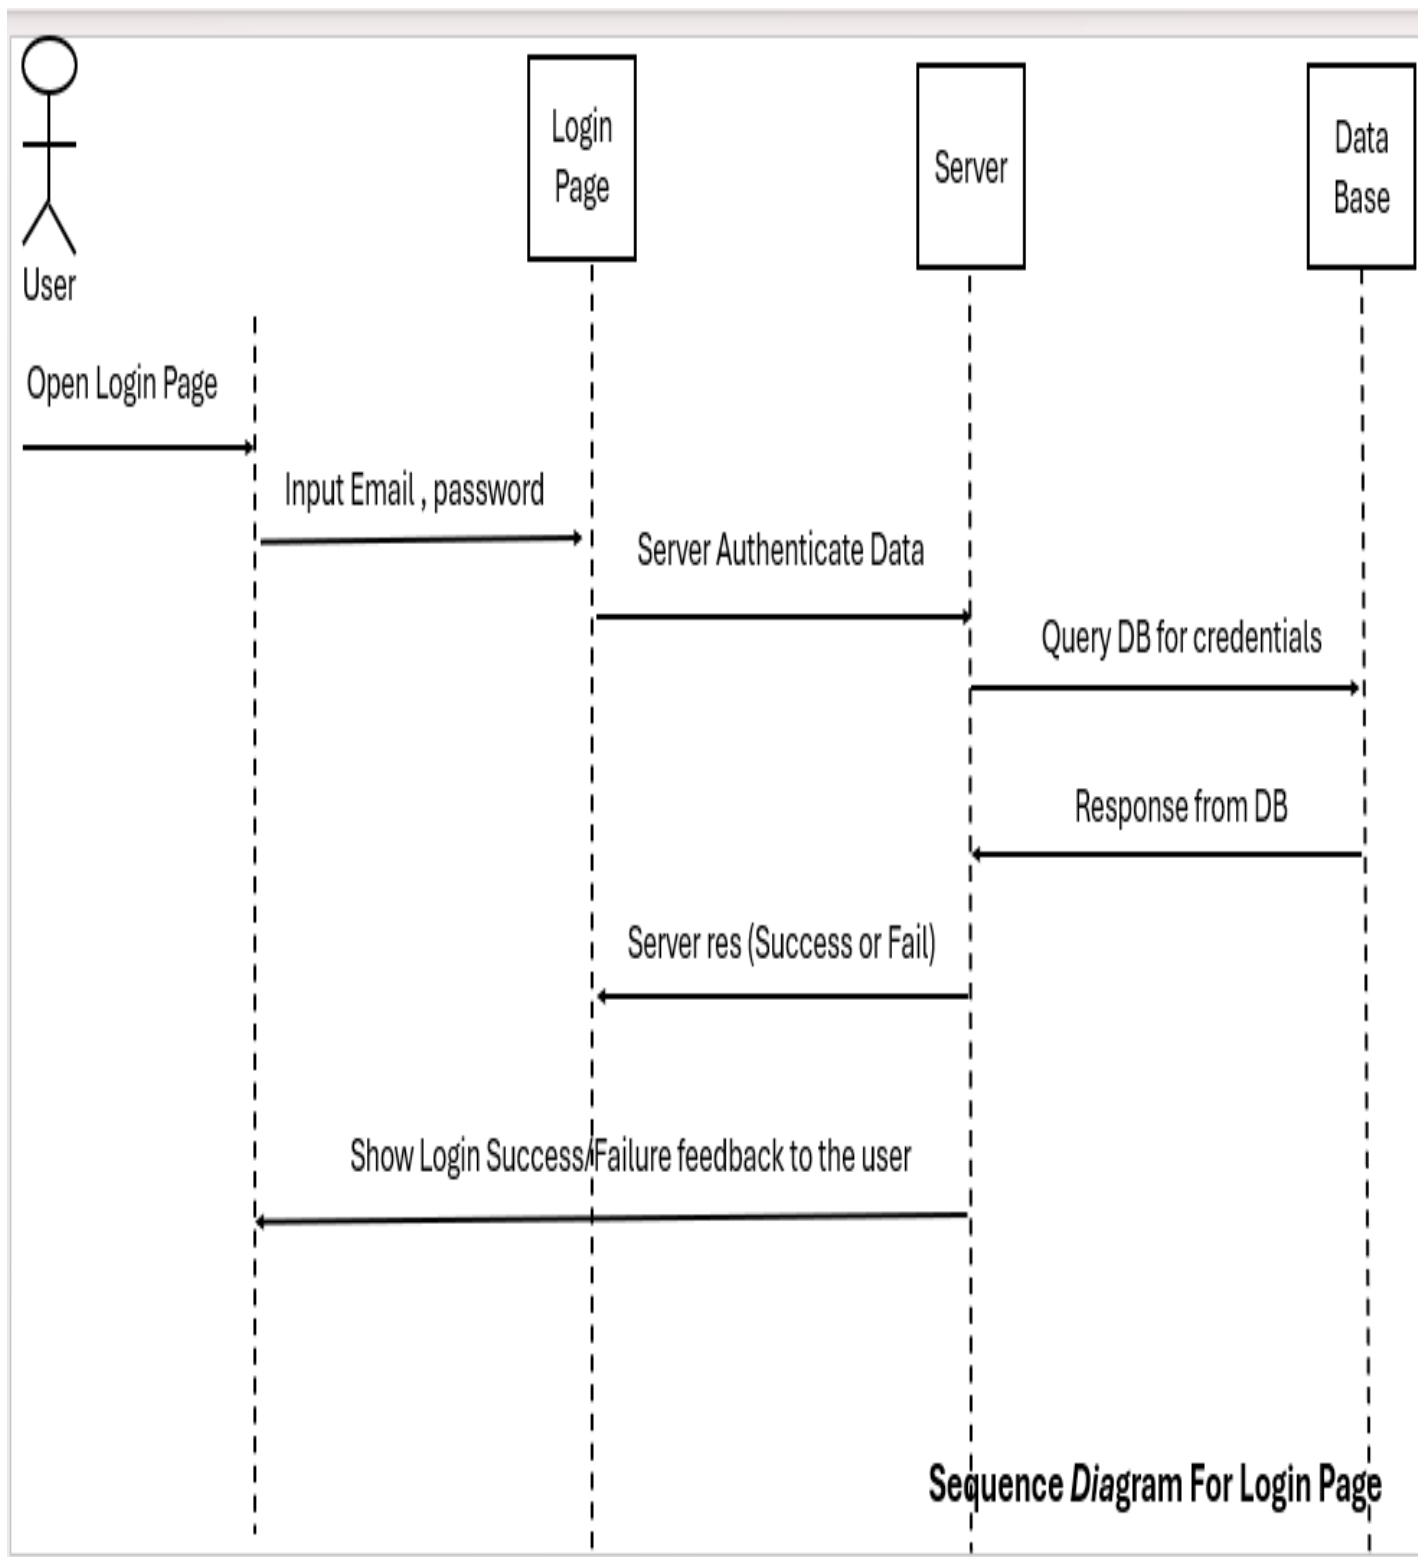 Login
Page
Server
Data
Base
User
Open Login Page
Input Email , password
Server Authenticate Data
Query DB for credentials
Response from DB
Server res (Success or Fail)
Show Login Success/Failure feedback to the user
Sequence Diagram For Login Page